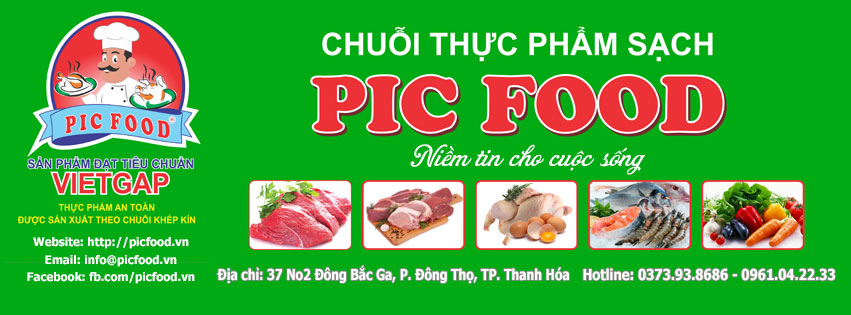 PIC FOOD®
SẢN PHẨM ĐẠT TIÊU CHUẨN
VIETGAP
THỰC PHẨM AN TOÀN
ĐƯỢC SẢN XUẤT THEO CHUỖI KHÉP KÍN
Website: http://picfood.vn
Email: info@picfood.vn
Facebook: fb.com/picfood.vn
CHUỖI THỰC PHẨM SẠCH
PIC FOOD
Niềm tin cho cuộc sống
Địa chỉ: 37 No2 Đông Bắc Ga, P. Đông Thọ, TP. Thanh Hóa Hotline: 0373.93.8686 - 0961.04.22.33